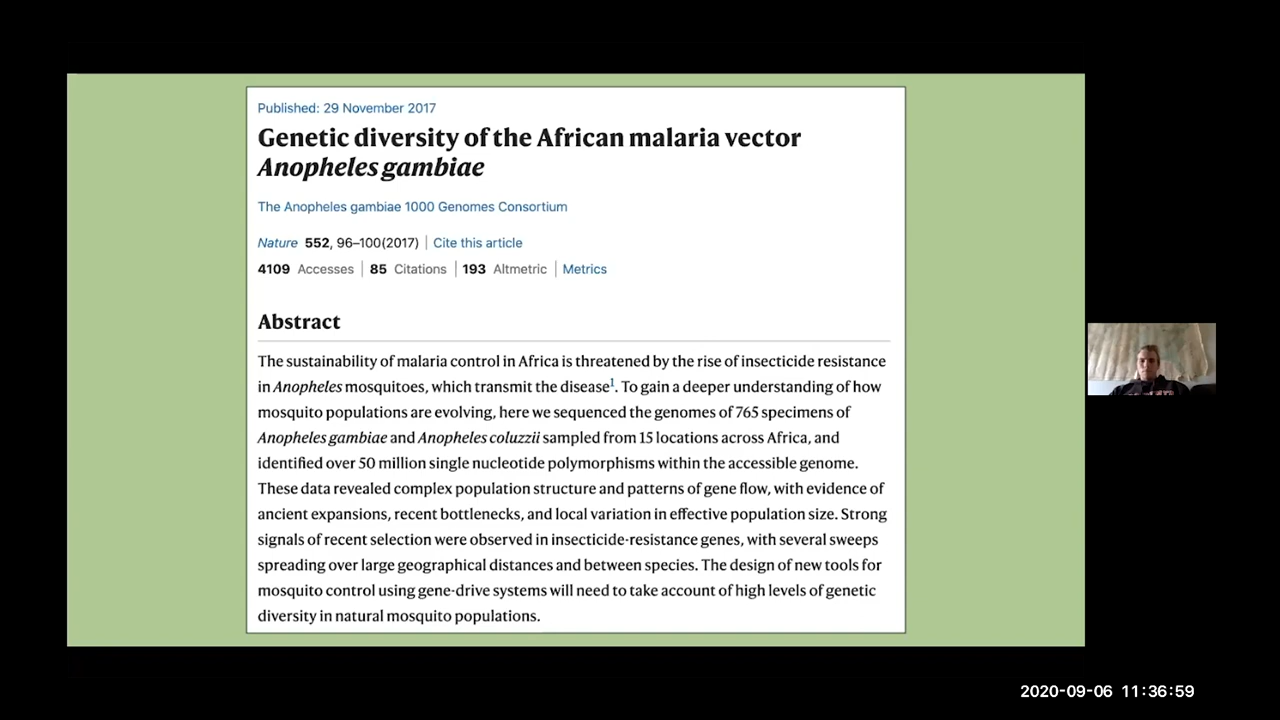 Published: 29 November 2017
Genetic diversity of the African malaria vector
Anopheles gambiae
The Anopheles gambiae 1000 Genomes Consortium
Nature 552, 96–100(2017) | Cite this article
4109 Accesses | 85 Citations | 193 Altmetric | Metrics
Abstract
The sustainability of malaria control in Africa is threatened by the rise of insecticide resistance
in Anopheles mosquitoes, which transmit the disease1. To gain a deeper understanding of how
mosquito populations are evolving, here we sequenced the genomes of 765 specimens of
Anopheles gambiae and Anopheles coluzzii sampled from 15 locations across Africa, and
identified over 50 million single nucleotide polymorphisms within the accessible genome.
These data revealed complex population structure and patterns of gene flow, with evidence of
ancient expansions, recent bottlenecks, and local variation in effective population size. Strong
signals of recent selection were observed in insecticide-resistance genes, with several sweeps
spreading over large geographical distances and between species. The design of new tools for
mosquito control using gene-drive systems will need to take account of high levels of genetic
diversity in natural mosquito populations.
2020-09-06 11:36:59